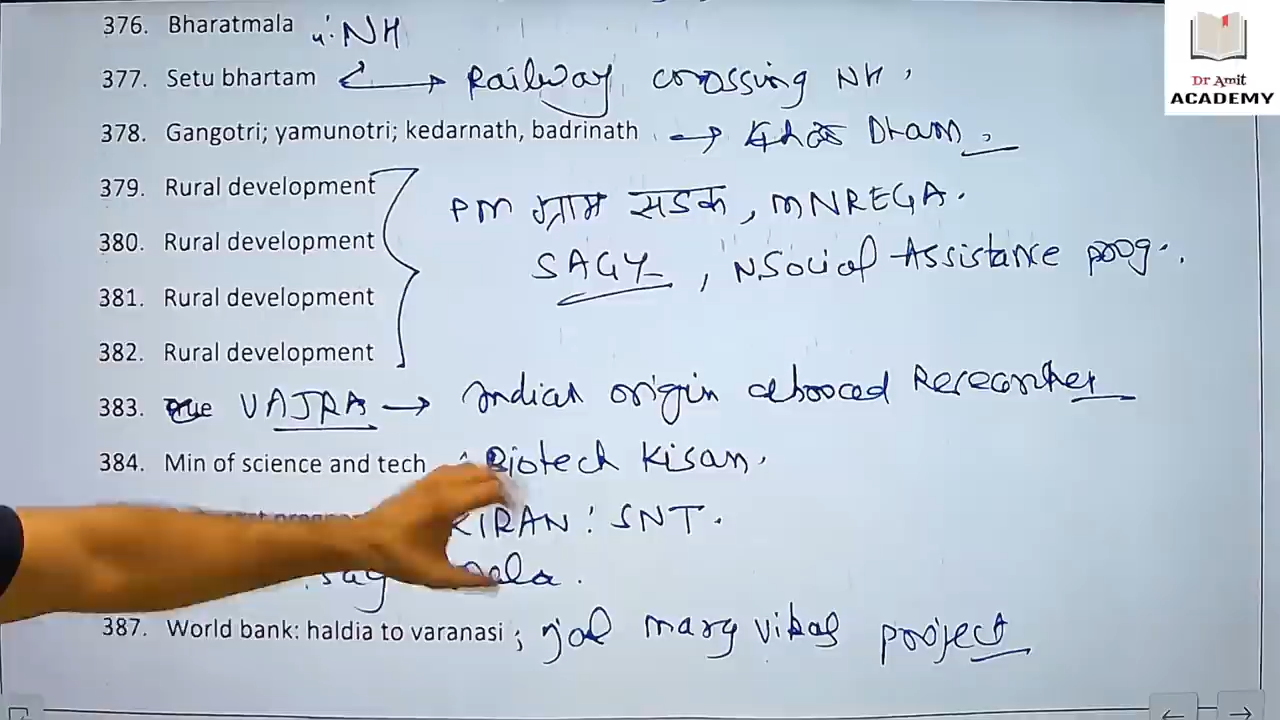 376. Bharatmala : NH
Dr Amit
ACADEMY
377. Setu bhartam Railway crossing NH,
378. Gangotri; yamunotri; kedarnath, badrinath → Dham,
379. Rural development
PM ग्राम सडक, MNREGA.
380. Rural development
SAGY, NSocial Assistance prog..
381. Rural development
382. Rural development
383. VAJRA → Indian origin abroad Researcher
384. Min of science and tech : Biotech Kisan.
KIRAN : SNT.
387. World bank: haldia to varanasi ; jal marg vikas project